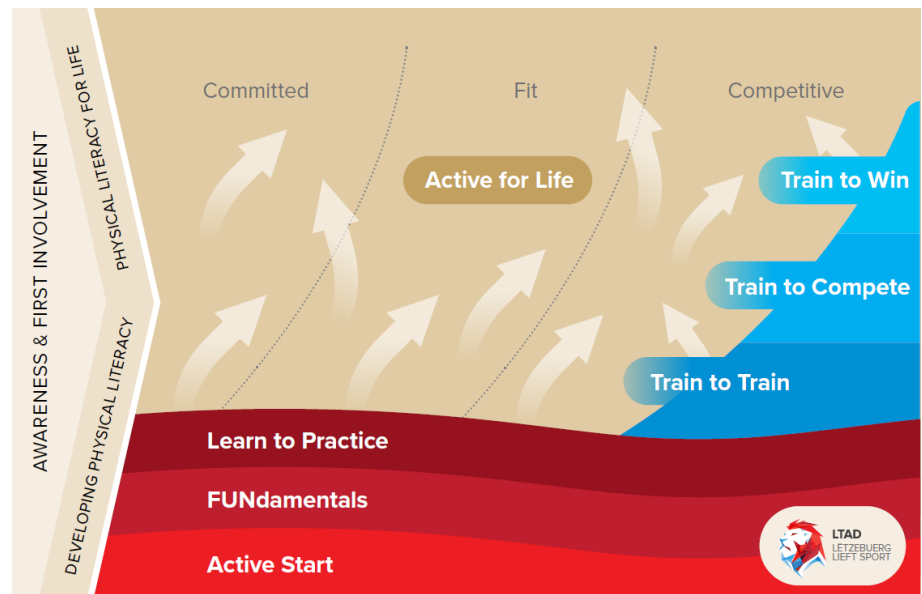 AWARENESS & FIRST INVOLVEMENT
PHYSICAL LITERACY FOR LIFE
DEVELOPING PHYSICAL LITERACY
Committed
Fit
Competitive
Active for Life
Train to Win
Train to Compete
Train to Train
Learn to Practice
FUNdamentals
Active Start
LTAD
LËTZEBUERG
LIEFT SPORT